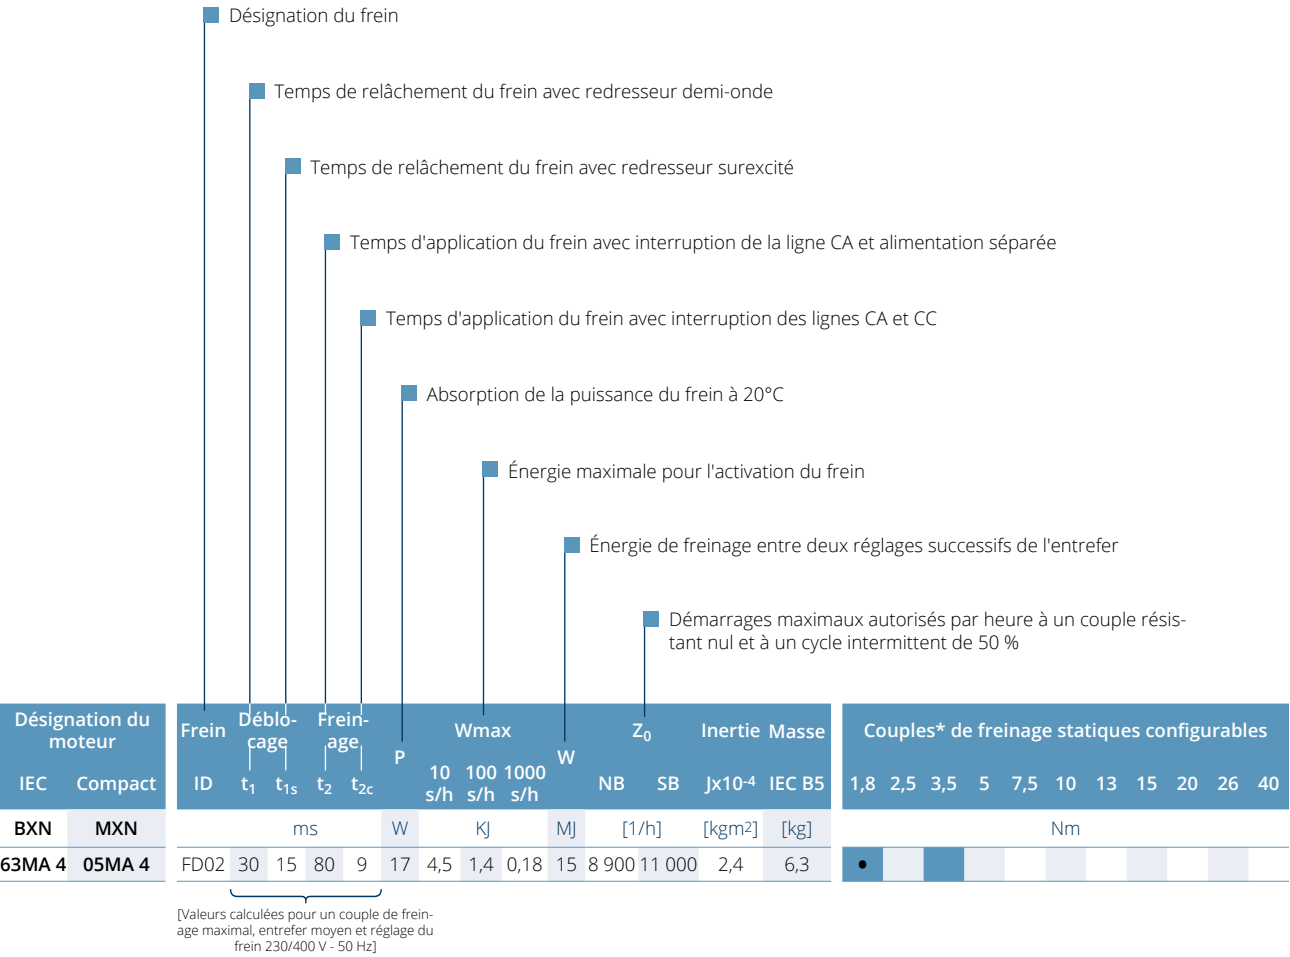 Désignation du frein
Temps de relâchement du frein avec redresseur demi-onde
Temps de relâchement du frein avec redresseur surexcité
Temps d'application du frein avec interruption de la ligne CA et alimentation séparée
Temps d'application du frein avec interruption des lignes CA et CC
Absorption de la puissance du frein à 20°C
Énergie maximale pour l'activation du frein
Énergie de freinage entre deux réglages successifs de l'entrefer
Démarrages maximaux autorisés par heure à un couple résis-
tant nul et à un cycle intermittent de 50 %
Désignation du
moteur
Frein
Déblo-
cage
Frein-
age
P
Wmax
W
Z0
Inertie
Masse
Couples* de freinage statiques configurables
IEC Compact ID t1 t1s t2 t2c
10
s/h
100
s/h
1000
s/h
NB SB Jx10-4 IEC B5 1,8 2,5 3,5 5 7,5 10 13 15 20 26 40
BXN MXN ms W KJ MJ [1/h] [kgm2] [kg] Nm
63MA 4 05MA 4 FD02 30 15 80 9 17 4,5 1,4 0,18 15 8 900 11 000 2,4 6,3 •
[Valeurs calculées pour un couple de frein-
age maximal, entrefer moyen et réglage du
frein 230/400 V - 50 Hz]